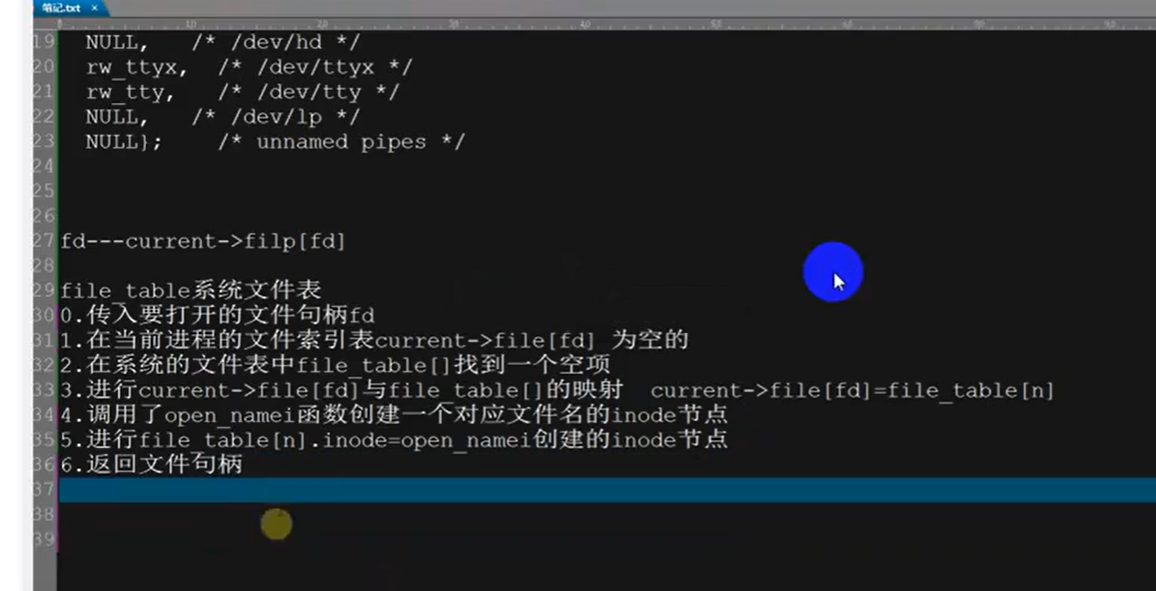 笔记.txt ×
19 NULL, /* /dev/hd */
20 rw_ttyx, /* /dev/ttyx */
21 rw_tty, /* /dev/tty */
22 NULL, /* /dev/lp */
23 NULL}; /* unnamed pipes */
24
25
26
27 fd---current->filp[fd]
28
29 file_table系统文件表
30 0.传入要打开的文件句柄fd
31 1.在当前进程的文件索引表current->file[fd] 为空的
32 2.在系统的文件表中file_table[]找到一个空项
33 3.进行current->file[fd]与file_table[]的映射 current->file[fd]=file_table[n]
34 4.调用了open_namei函数创建一个对应文件名的inode节点
35 5.进行file_table[n].inode=open_namei创建的inode节点
36 6.返回文件句柄
37
38
39